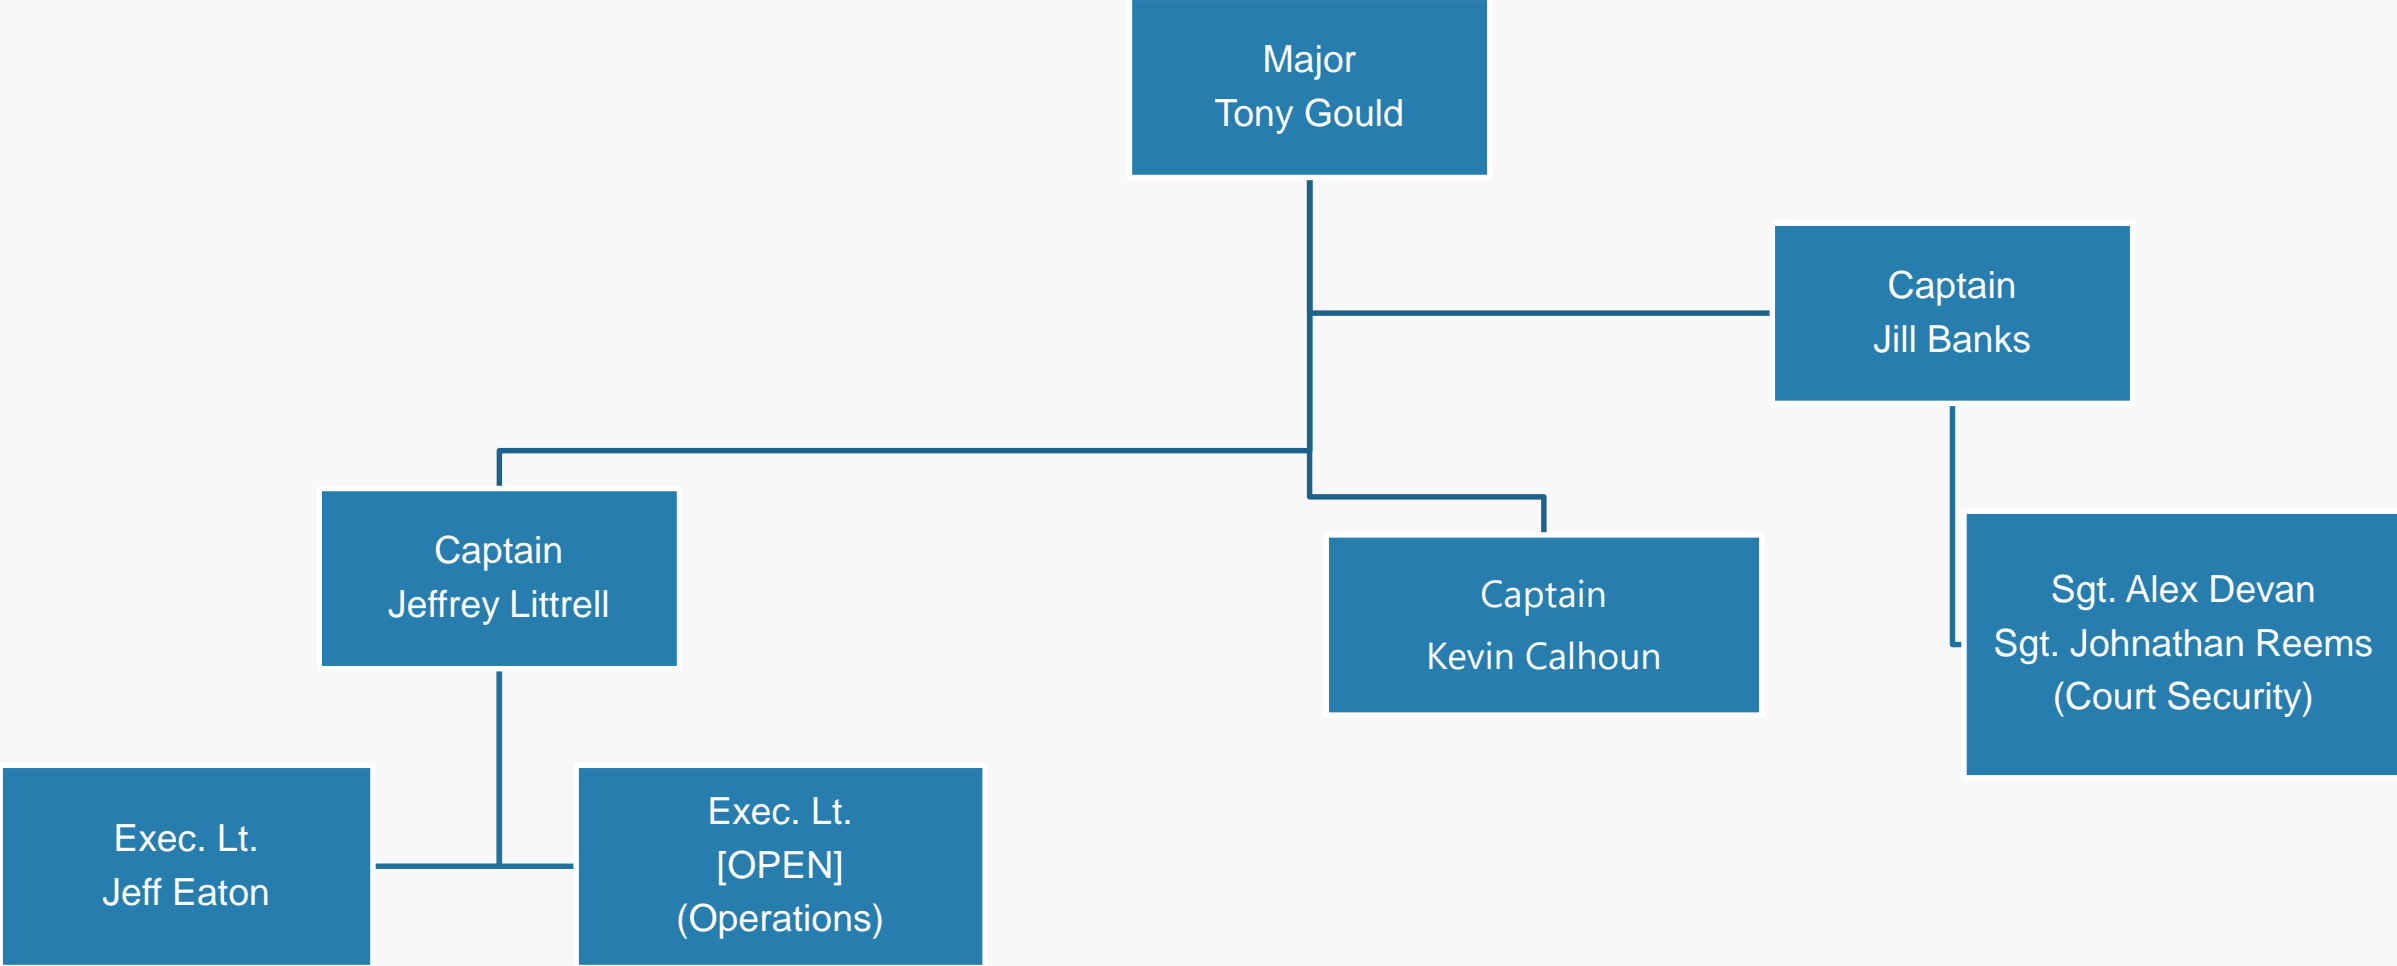 Major
Tony Gould
Captain
Jill Banks
Captain
Jeffrey Littrell
Captain
Kevin Calhoun
Sgt. Alex Devan
Sgt. Johnathan Reems
(Court Security)
Exec. Lt.
Jeff Eaton
Exec. Lt.
[OPEN]
(Operations)